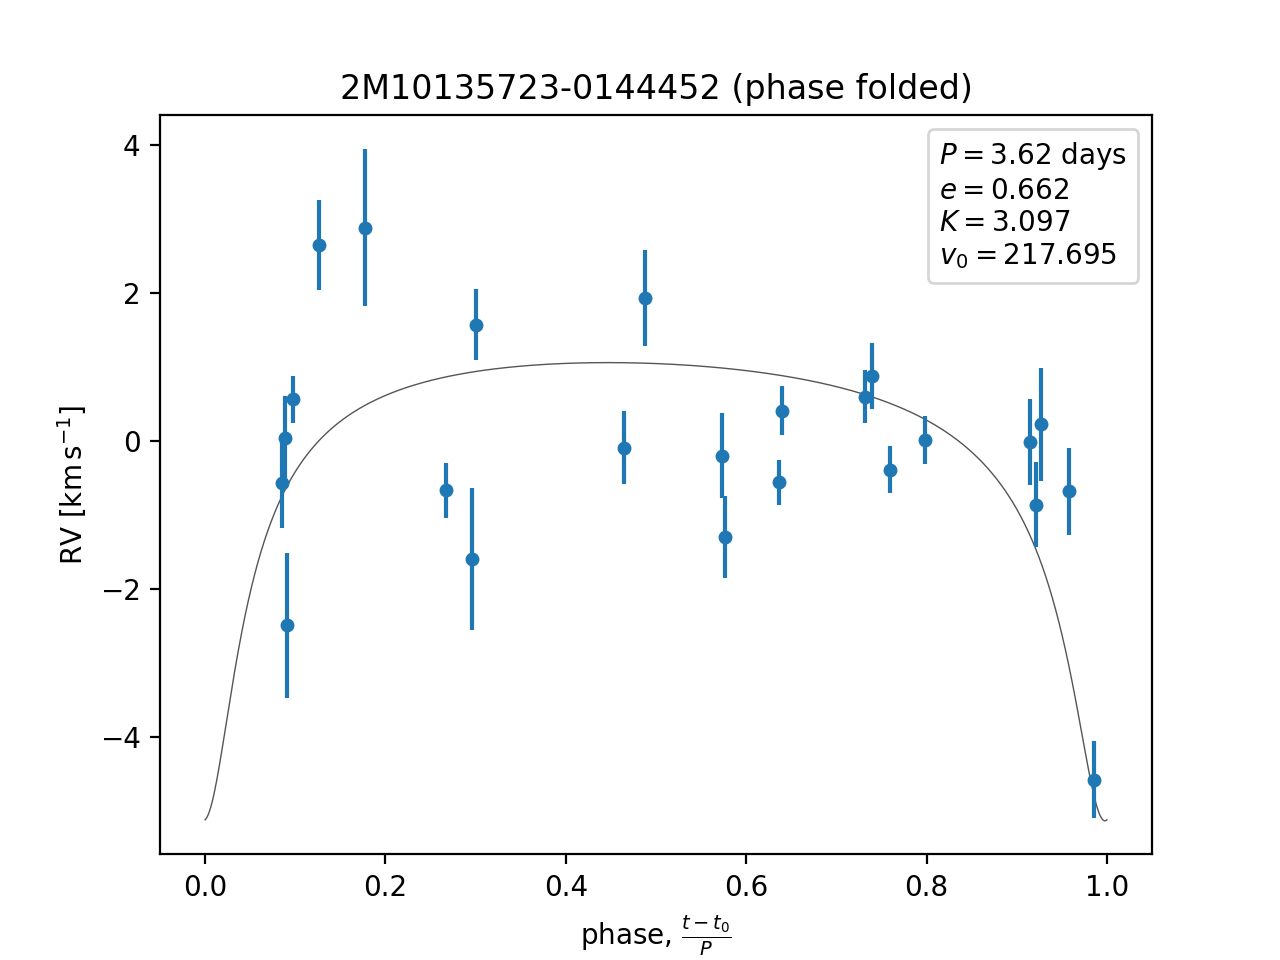 2M10135723-0144452 (phase folded)
P = 3.62 days
e = 0.662
K = 3.097
v₀ = 217.695
4
2
0
−2
−4
RV [km s⁻¹]
0.0 0.2 0.4 0.6 0.8 1.0
phase, (t − t₀)/P